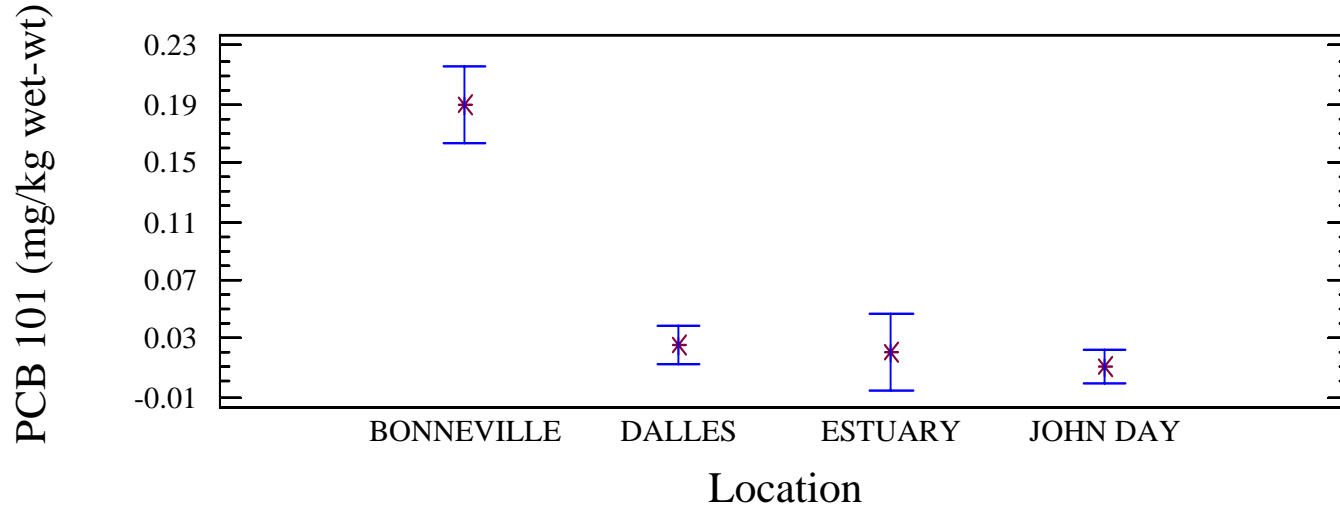 PCB 101 (mg/kg wet-wt)
0.23
0.19
0.15
0.11
0.07
0.03
-0.01
BONNEVILLE DALLES ESTUARY JOHN DAY
Location